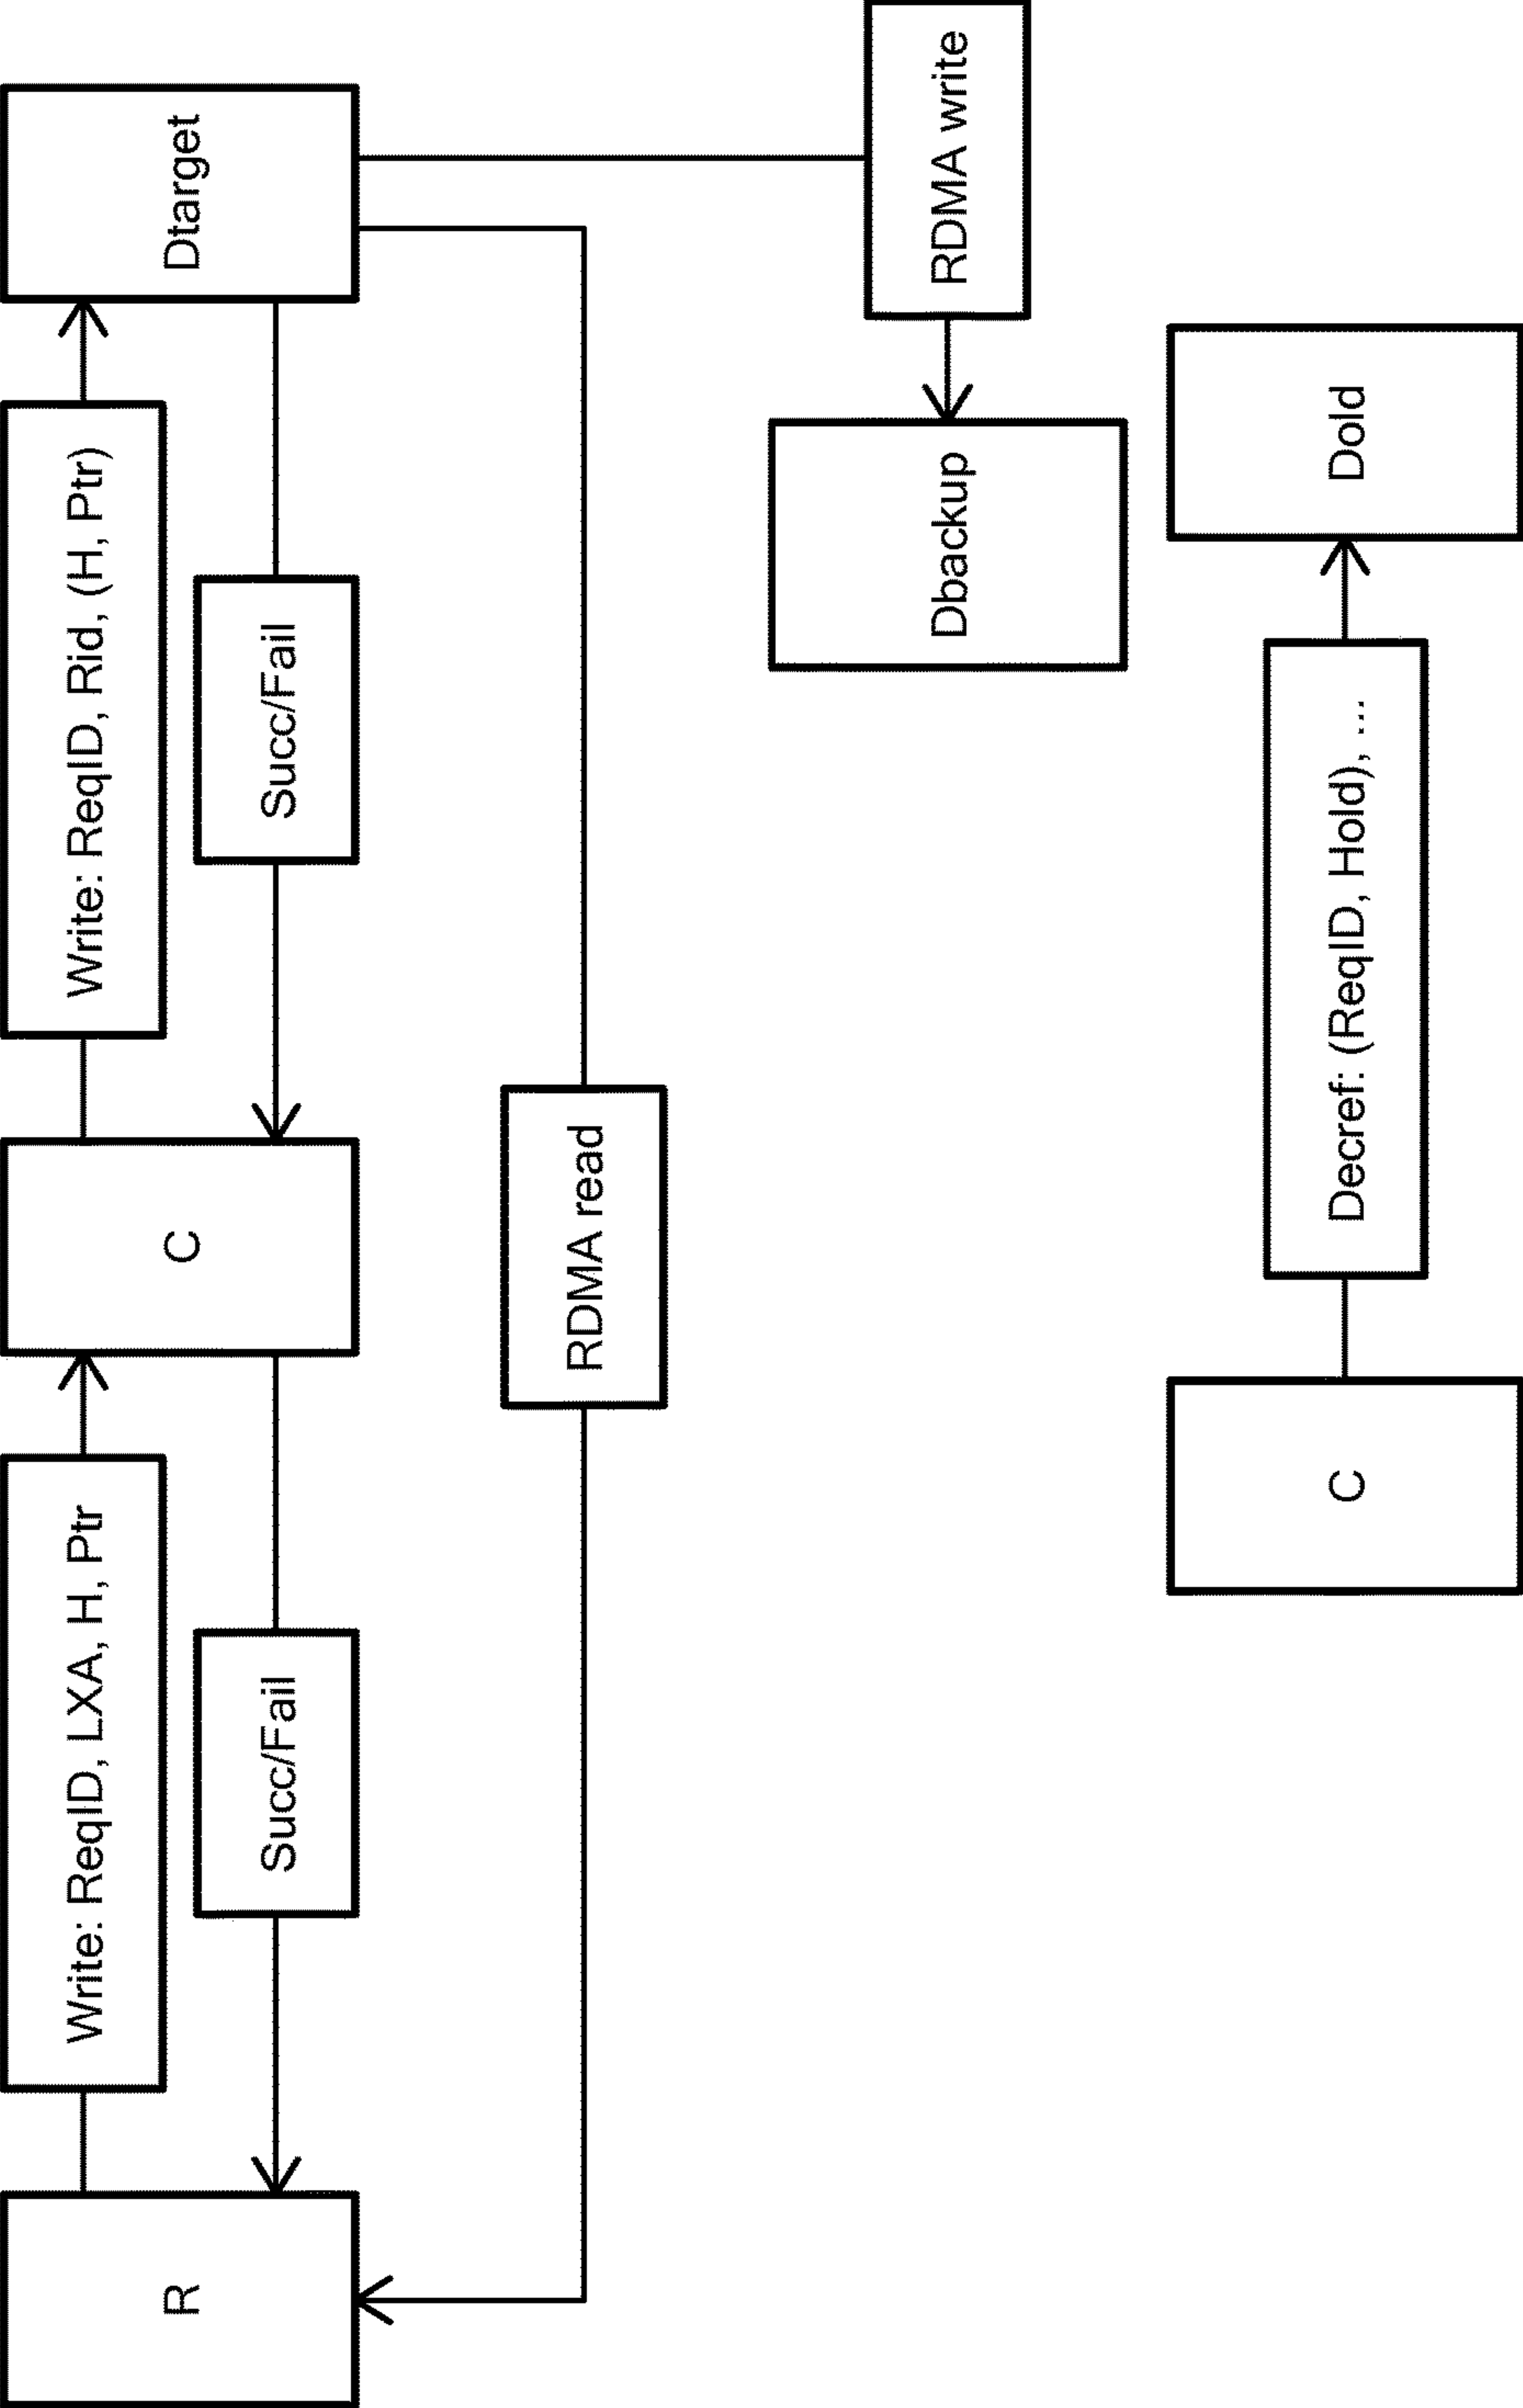 R
Write: ReqID, LXA, H, Ptr
C
Write: ReqID, Rid, (H, Ptr)
Dtarget
Succ/Fail
Succ/Fail
RDMA read
Dbackup
RDMA write
C
Decref: (ReqID, Hold), ...
Dold